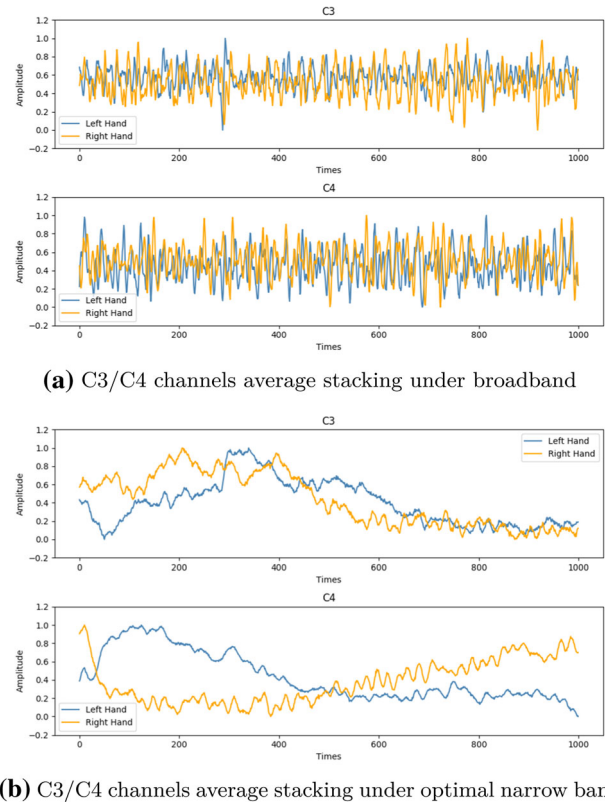 C3
1.2
1.0
0.8
0.6
0.4
0.2
0.0
−0.2
Amplitude
Left Hand
Right Hand
0 200 400 600 800 1000
Times
C4
1.2
1.0
0.8
0.6
0.4
0.2
0.0
−0.2
Amplitude
Left Hand
Right Hand
0 200 400 600 800 1000
Times
(a) C3/C4 channels average stacking under broadband
C3
1.2
1.0
0.8
0.6
0.4
0.2
0.0
−0.2
Amplitude
Left Hand
Right Hand
0 200 400 600 800 1000
Times
C4
1.2
1.0
0.8
0.6
0.4
0.2
0.0
−0.2
Amplitude
Left Hand
Right Hand
0 200 400 600 800 1000
Times
(b) C3/C4 channels average stacking under optimal narrow ban